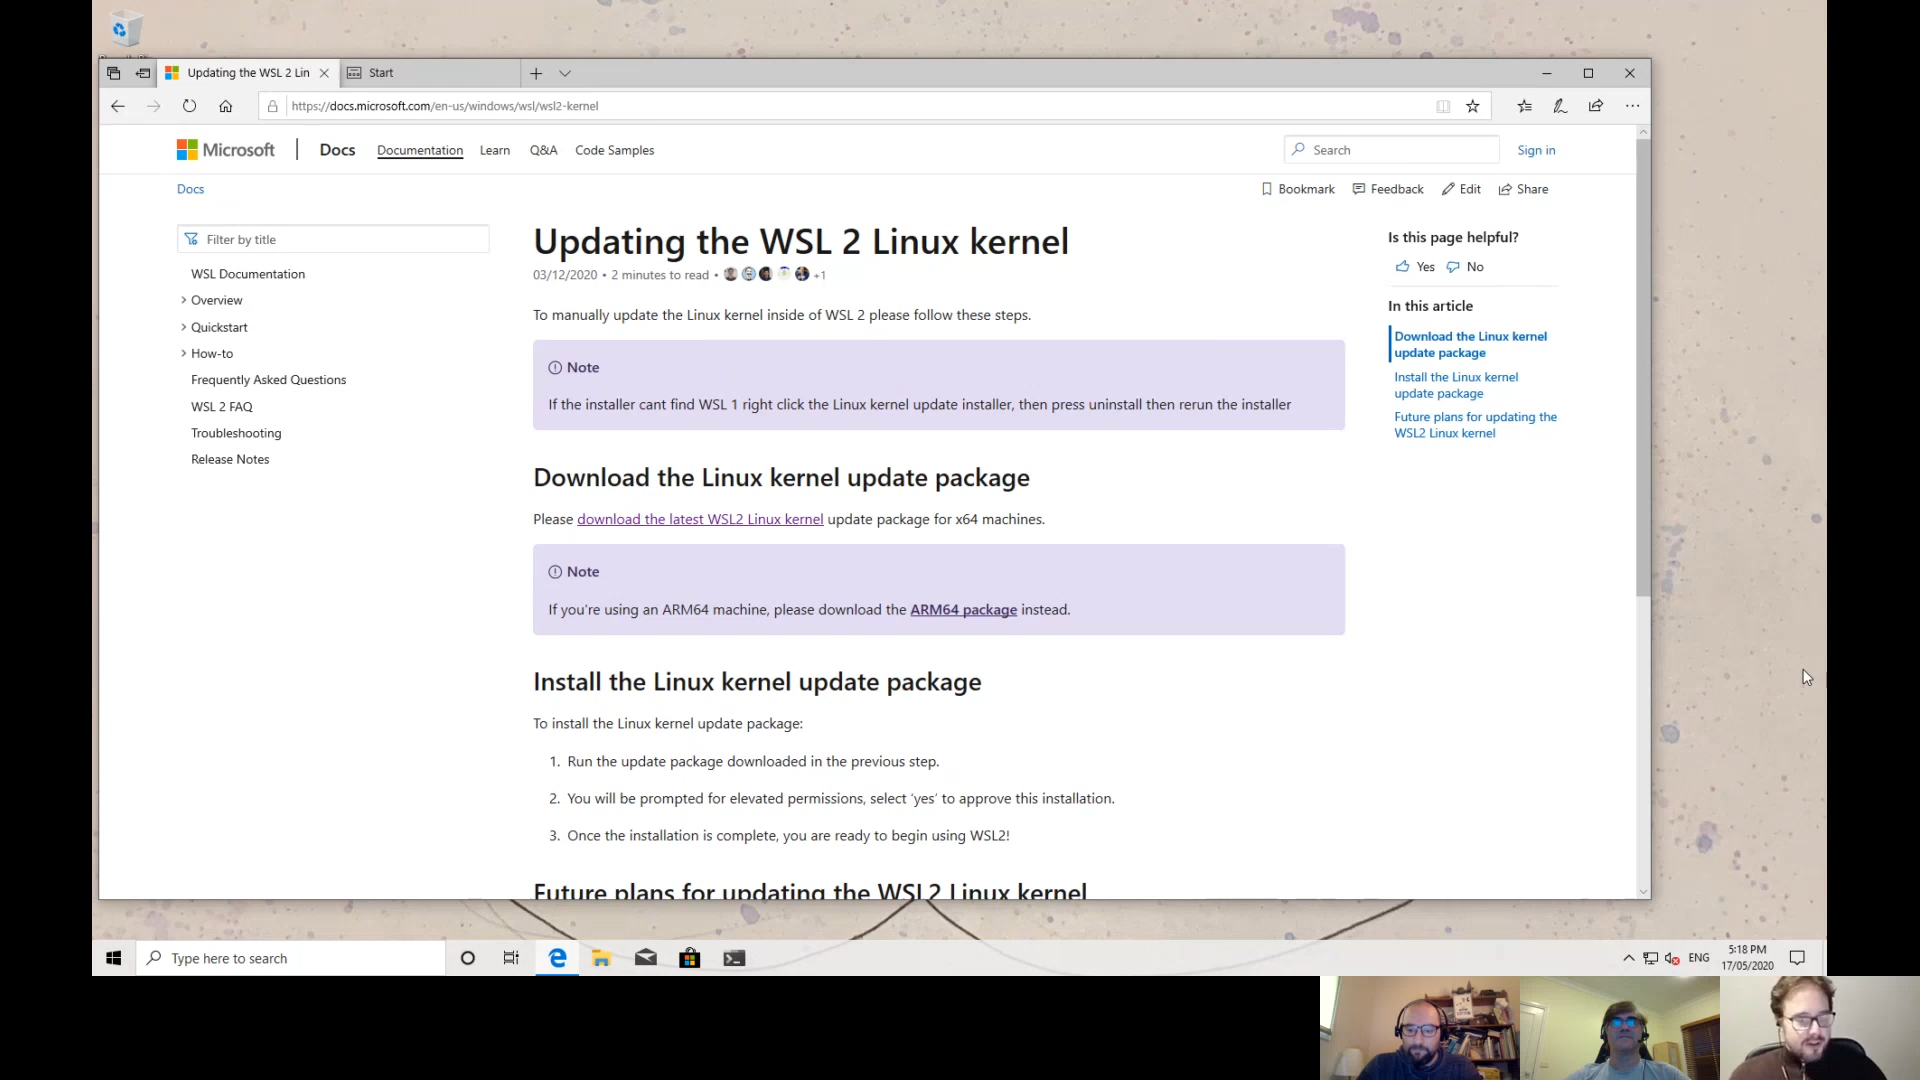 Updating the WSL 2 Lin
Start
https://docs.microsoft.com/en-us/windows/wsl/wsl2-kernel
Microsoft
Docs
Documentation
Learn
Q&A
Code Samples
Search
Sign in
Docs
Bookmark
Feedback
Edit
Share
Filter by title
WSL Documentation
Overview
Quickstart
How-to
Frequently Asked Questions
WSL 2 FAQ
Troubleshooting
Release Notes
Updating the WSL 2 Linux kernel
03/12/2020 • 2 minutes to read • +1
To manually update the Linux kernel inside of WSL 2 please follow these steps.
Note
If the installer cant find WSL 1 right click the Linux kernel update installer, then press uninstall then rerun the installer
Download the Linux kernel update package
Please download the latest WSL2 Linux kernel update package for x64 machines.
Note
If you're using an ARM64 machine, please download the ARM64 package instead.
Install the Linux kernel update package
To install the Linux kernel update package:
1. Run the update package downloaded in the previous step.
2. You will be prompted for elevated permissions, select ‘yes’ to approve this installation.
3. Once the installation is complete, you are ready to begin using WSL2!
Future plans for updating the WSL2 Linux kernel
Is this page helpful?
Yes
No
In this article
Download the Linux kernel
update package
Install the Linux kernel
update package
Future plans for updating the
WSL2 Linux kernel
Type here to search
ENG
5:18 PM
17/05/2020